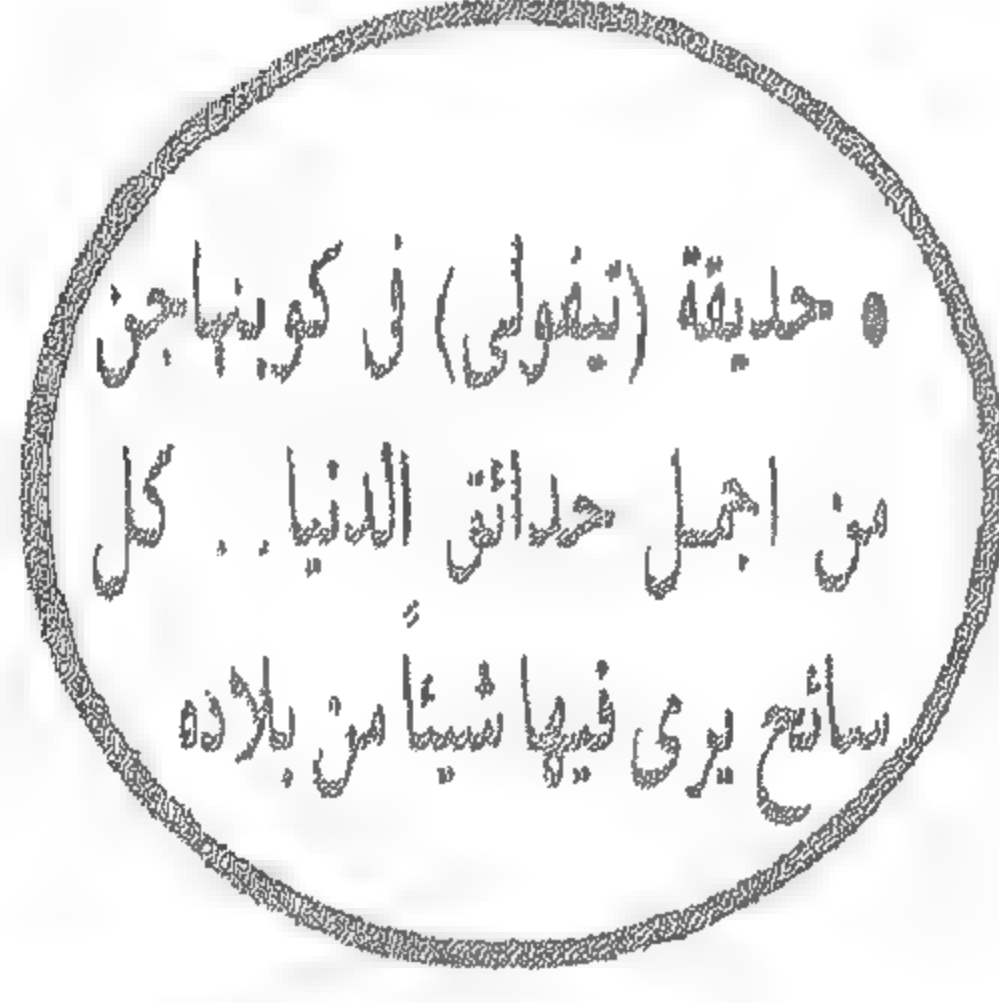 • حديقة (تيفولى) فى كوبنهاجن
من اجمل حدائق الدنيا . . كل
سائح يرى فيها شيئاً من بلاده